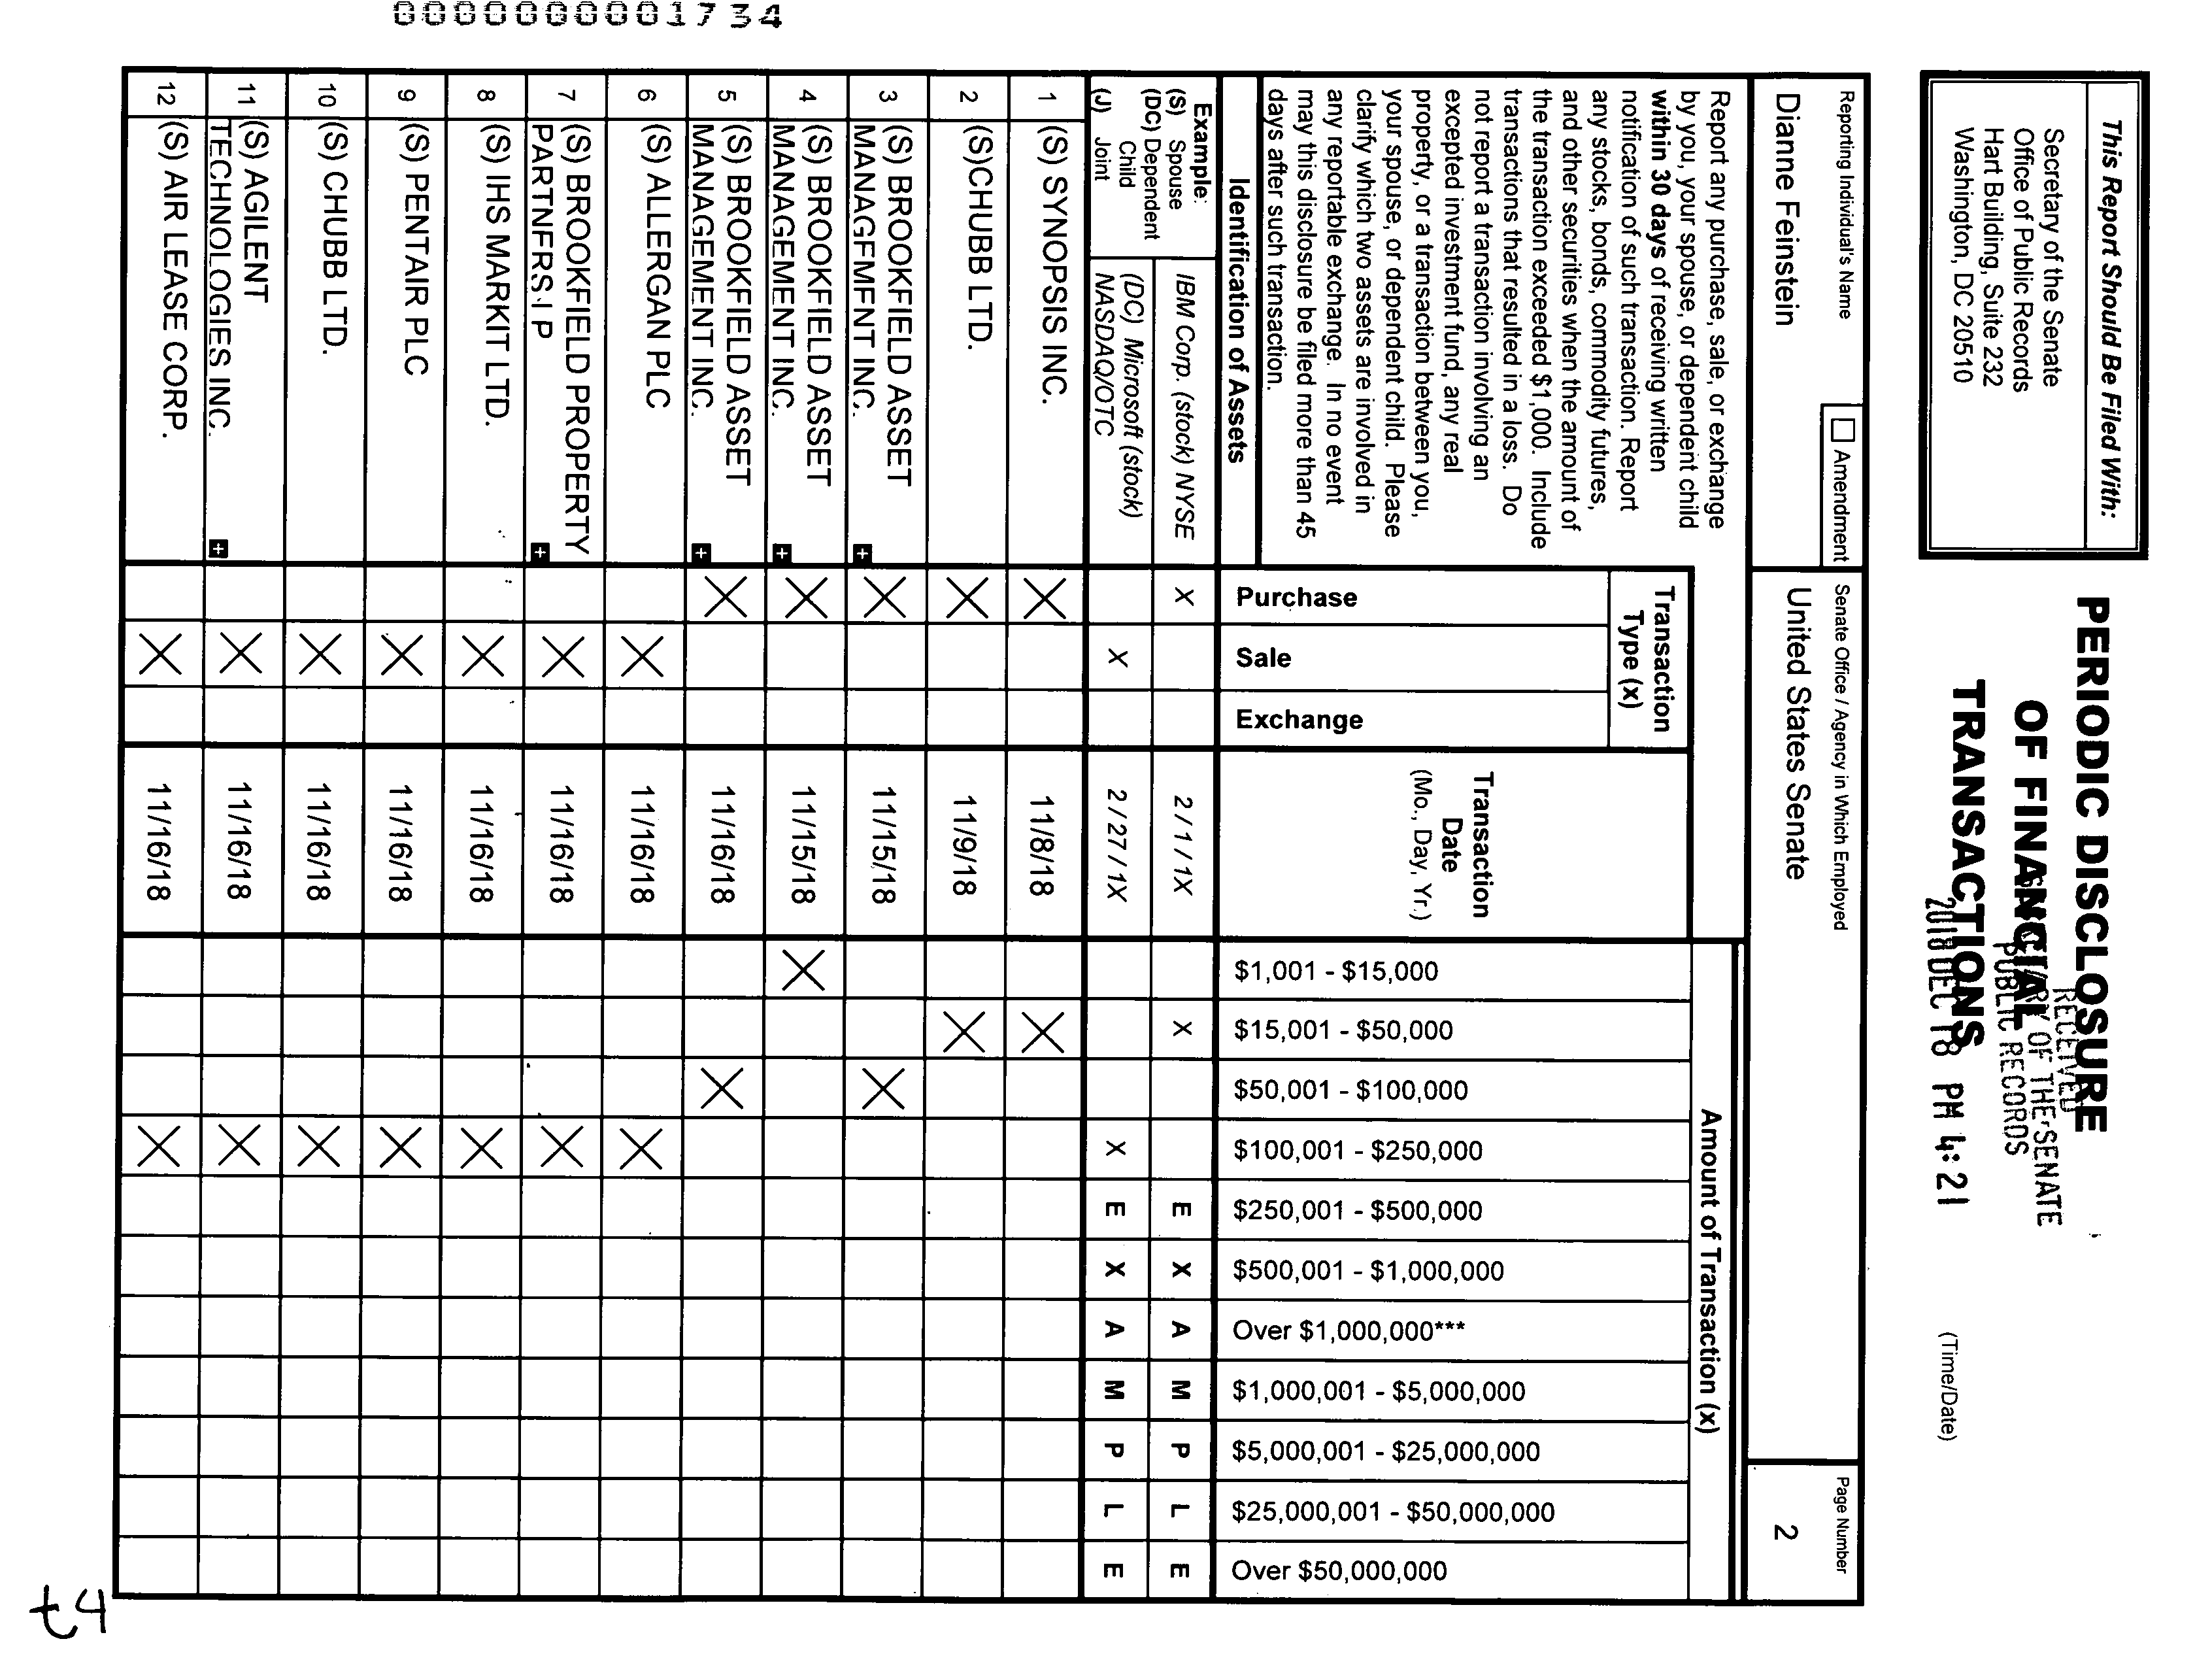 0000000001734
This Report Should Be Filed With:
Secretary of the Senate
Office of Public Records
Hart Building, Suite 232
Washington, DC 20510
PERIODIC DISCLOSURE
OF FINANCIAL
TRANSACTIONS
RECEIVED
OF THE SENATE
PUBLIC RECORDS
2018 DEC 18 PM 4:21
(Time/Date)
Reporting Individual's Name
Dianne Feinstein
Amendment
Senate Office / Agency in Which Employed
United States Senate
Page Number
2
Report any purchase, sale, or exchange
by you, your spouse, or dependent child
within 30 days of receiving written
notification of such transaction. Report
any stocks, bonds, commodity futures,
and other securities when the amount of
the transaction exceeded $1,000. Include
transactions that resulted in a loss. Do
not report a transaction involving an
excepted investment fund, any real
property, or a transaction between you,
your spouse, or dependent child. Please
clarify which two assets are involved in
any reportable exchange. In no event
may this disclosure be filed more than 45
days after such transaction.
Identification of Assets
Transaction
Type (x)
Purchase
Sale
Exchange
Transaction
Date
(Mo., Day, Yr.)
Amount of Transaction (x)
$1,001 - $15,000
$15,001 - $50,000
$50,001 - $100,000
$100,001 - $250,000
$250,001 - $500,000
$500,001 - $1,000,000
Over $1,000,000***
$1,000,001 - $5,000,000
$5,000,001 - $25,000,000
$25,000,001 - $50,000,000
Over $50,000,000
Example:
(S) Spouse
(DC) Dependent
Child
(J) Joint
IBM Corp. (stock) NYSE X 2 / 1 / 1X X E X A M P L E
(DC) Microsoft (stock)
NASDAQ/OTC X 2 / 27 / 1X X E X A M P L E
1 (S) SYNOPSIS INC. X 11/8/18 X
2 (S)CHUBB LTD. X 11/9/18 X
3 (S) BROOKFIELD ASSET
MANAGEMENT INC. + X 11/15/18 X
4 (S) BROOKFIELD ASSET
MANAGEMENT INC. + X 11/15/18 X
5 (S) BROOKFIELD ASSET
MANAGEMENT INC. + X 11/16/18 X
6 (S) ALLERGAN PLC X 11/16/18 X
7 (S) BROOKFIELD PROPERTY
PARTNERS I P + X 11/16/18 X
8 (S) IHS MARKIT LTD. X 11/16/18 X
9 (S) PENTAIR PLC X 11/16/18 X
10 (S) CHUBB LTD. X 11/16/18 X
11 (S) AGILENT
TECHNOLOGIES INC. + X 11/16/18 X
12 (S) AIR LEASE CORP. X 11/16/18 X